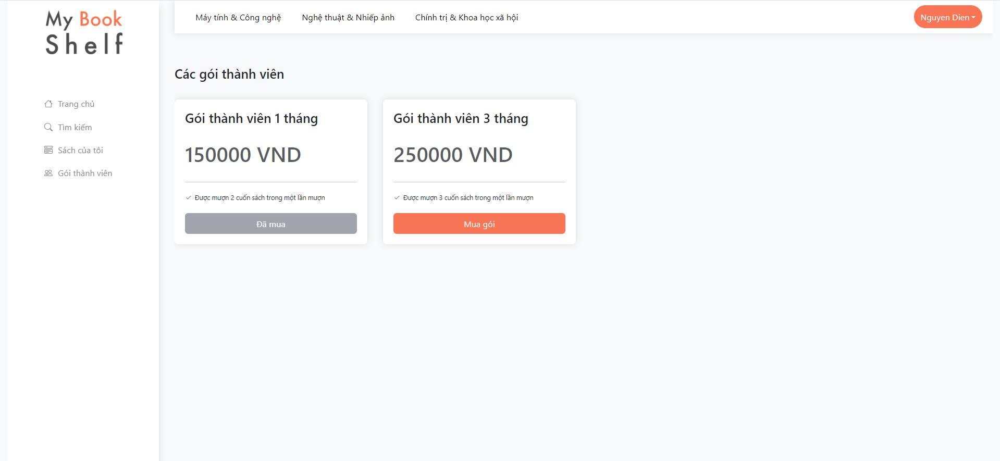 My Book
Shelf
Máy tính & Công nghệ
Nghệ thuật & Nhiếp ảnh
Chính trị & Khoa học xã hội
Nguyen Dien
Trang chủ
Tìm kiếm
Sách của tôi
Gói thành viên
Các gói thành viên
Gói thành viên 1 tháng
150000 VND
Được mượn 2 cuốn sách trong một lần mượn
Đã mua
Gói thành viên 3 tháng
250000 VND
Được mượn 3 cuốn sách trong một lần mượn
Mua gói